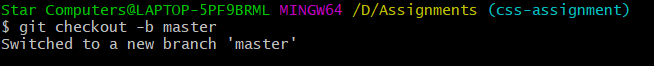 Star Computers@LAPTOP-5PF9BRML MINGW64 /D/Assignments (css-assignment)
$ git checkout -b master
Switched to a new branch 'master'